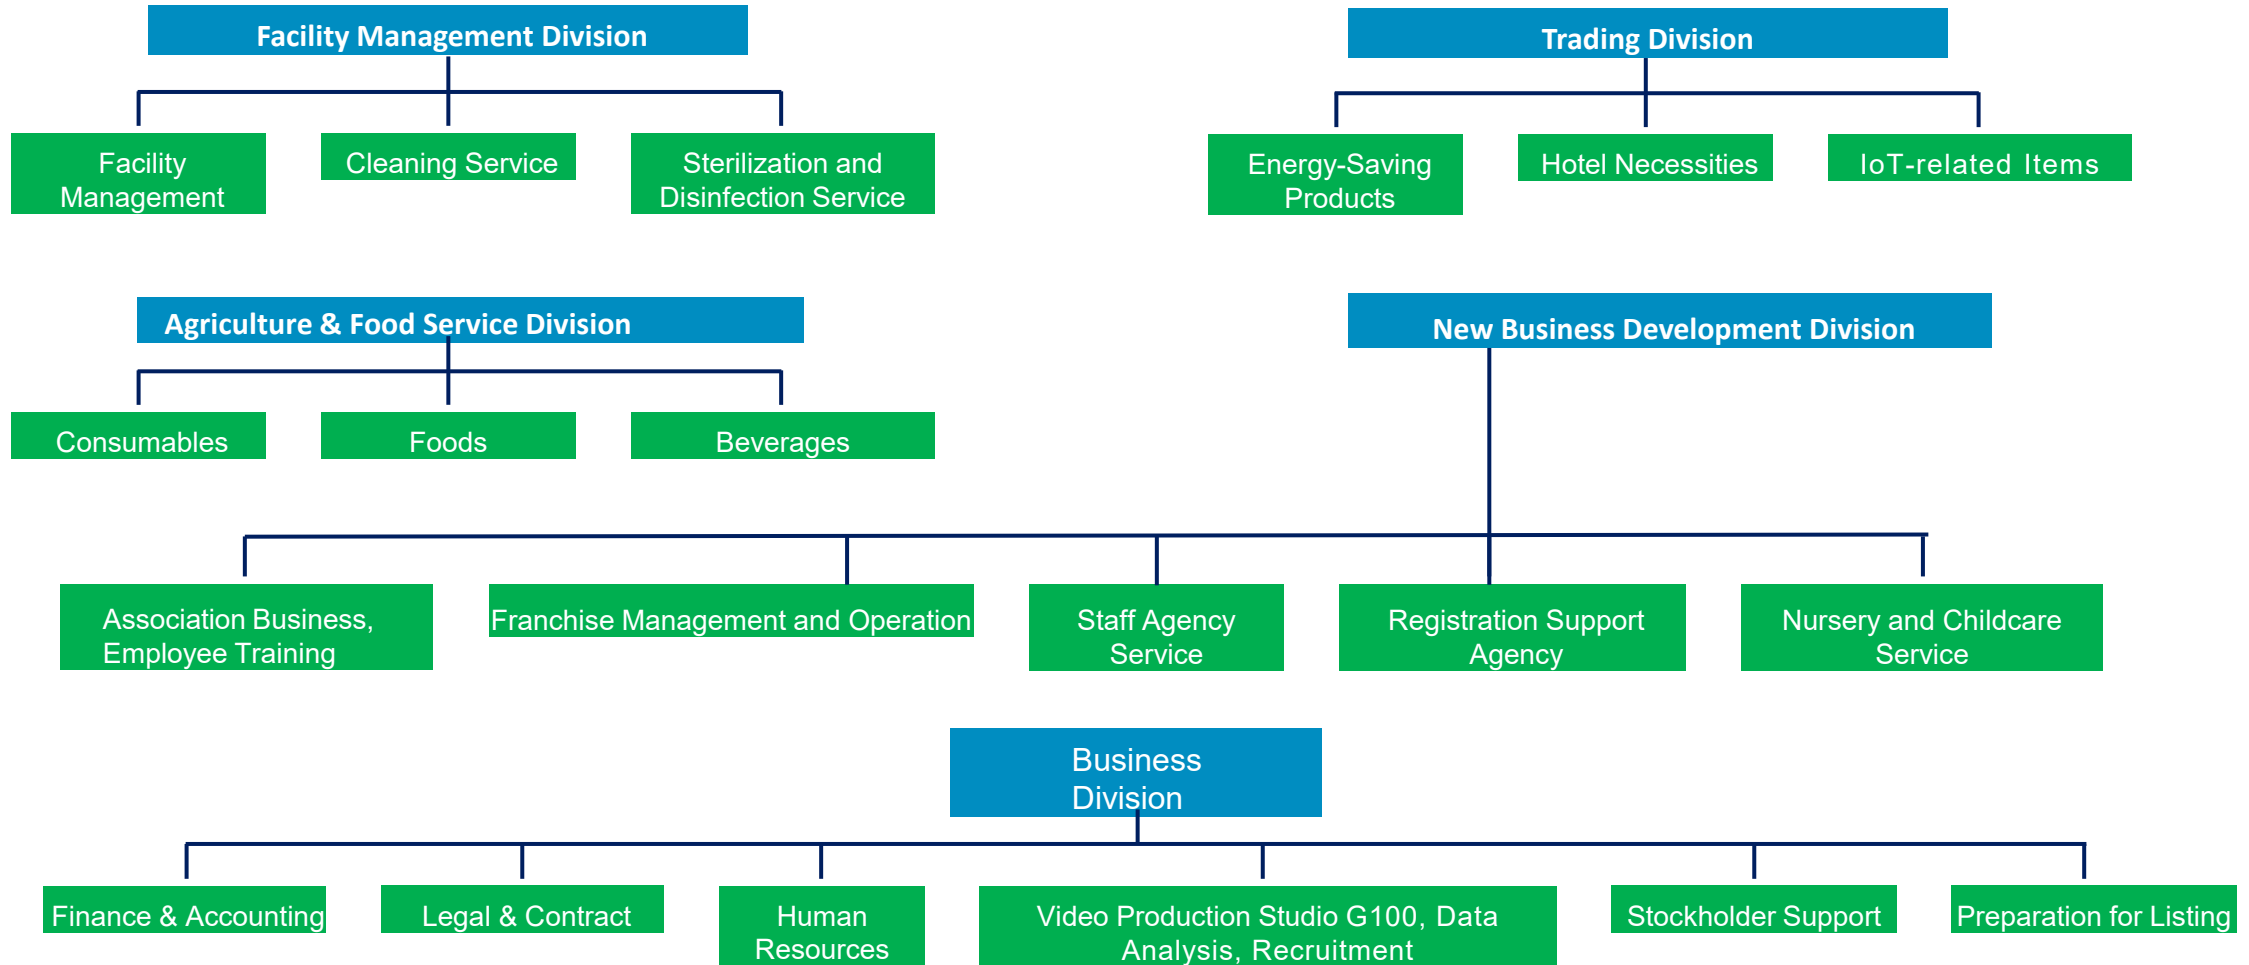 Facility Management Division
Trading Division
Facility
Management
Cleaning Service
Sterilization and
Disinfection Service
Energy-Saving
Products
Hotel Necessities
IoT-related Items
Agriculture & Food Service Division
New Business Development Division
Consumables
Foods
Beverages
Association Business,
Employee Training
Franchise Management and Operation
Staff Agency
Service
Registration Support
Agency
Nursery and Childcare
Service
Business
Division
Finance & Accounting
Legal & Contract
Human
Resources
Video Production Studio G100, Data
Analysis, Recruitment
Stockholder Support
Preparation for Listing